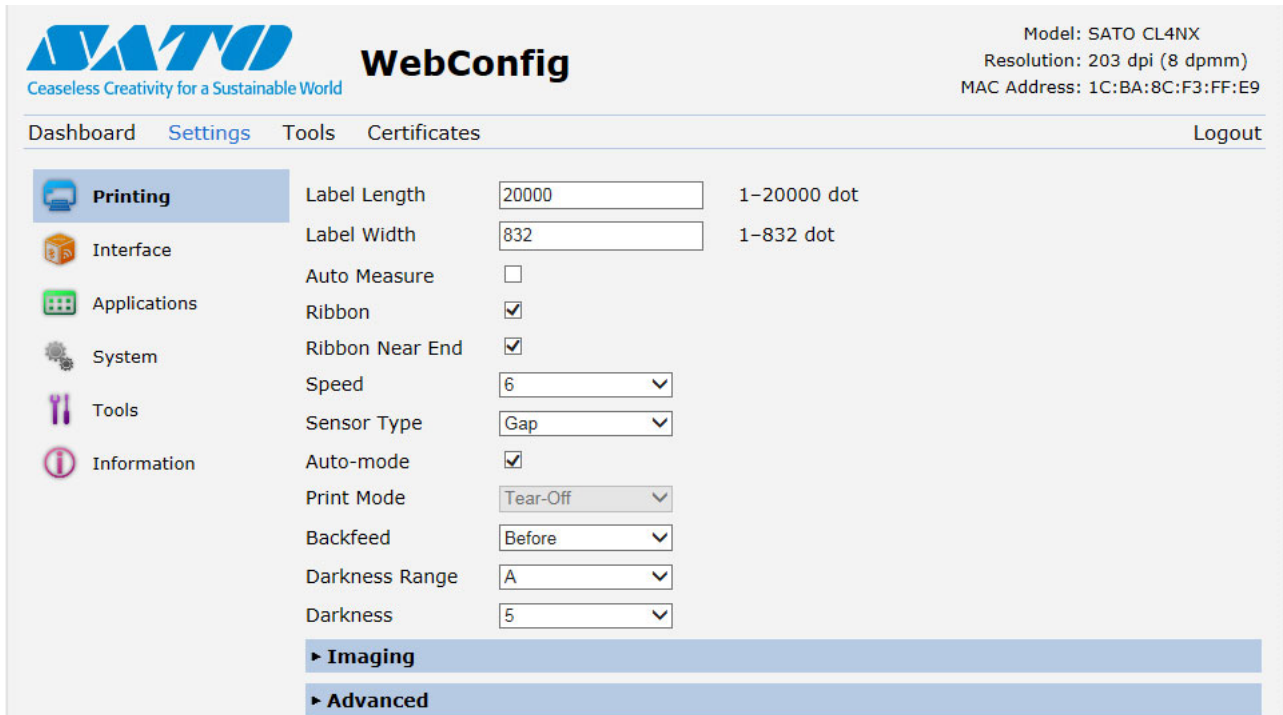 SATO
Ceaseless Creativity for a Sustainable World
WebConfig
Model: SATO CL4NX
Resolution: 203 dpi (8 dpmm)
MAC Address: 1C:BA:8C:F3:FF:E9
Dashboard Settings Tools Certificates Logout
Printing
Interface
Applications
System
Tools
Information
Label Length 20000 1–20000 dot
Label Width 832 1–832 dot
Auto Measure
Ribbon
Ribbon Near End
Speed 6
Sensor Type Gap
Auto-mode
Print Mode Tear-Off
Backfeed Before
Darkness Range A
Darkness 5
Imaging
Advanced